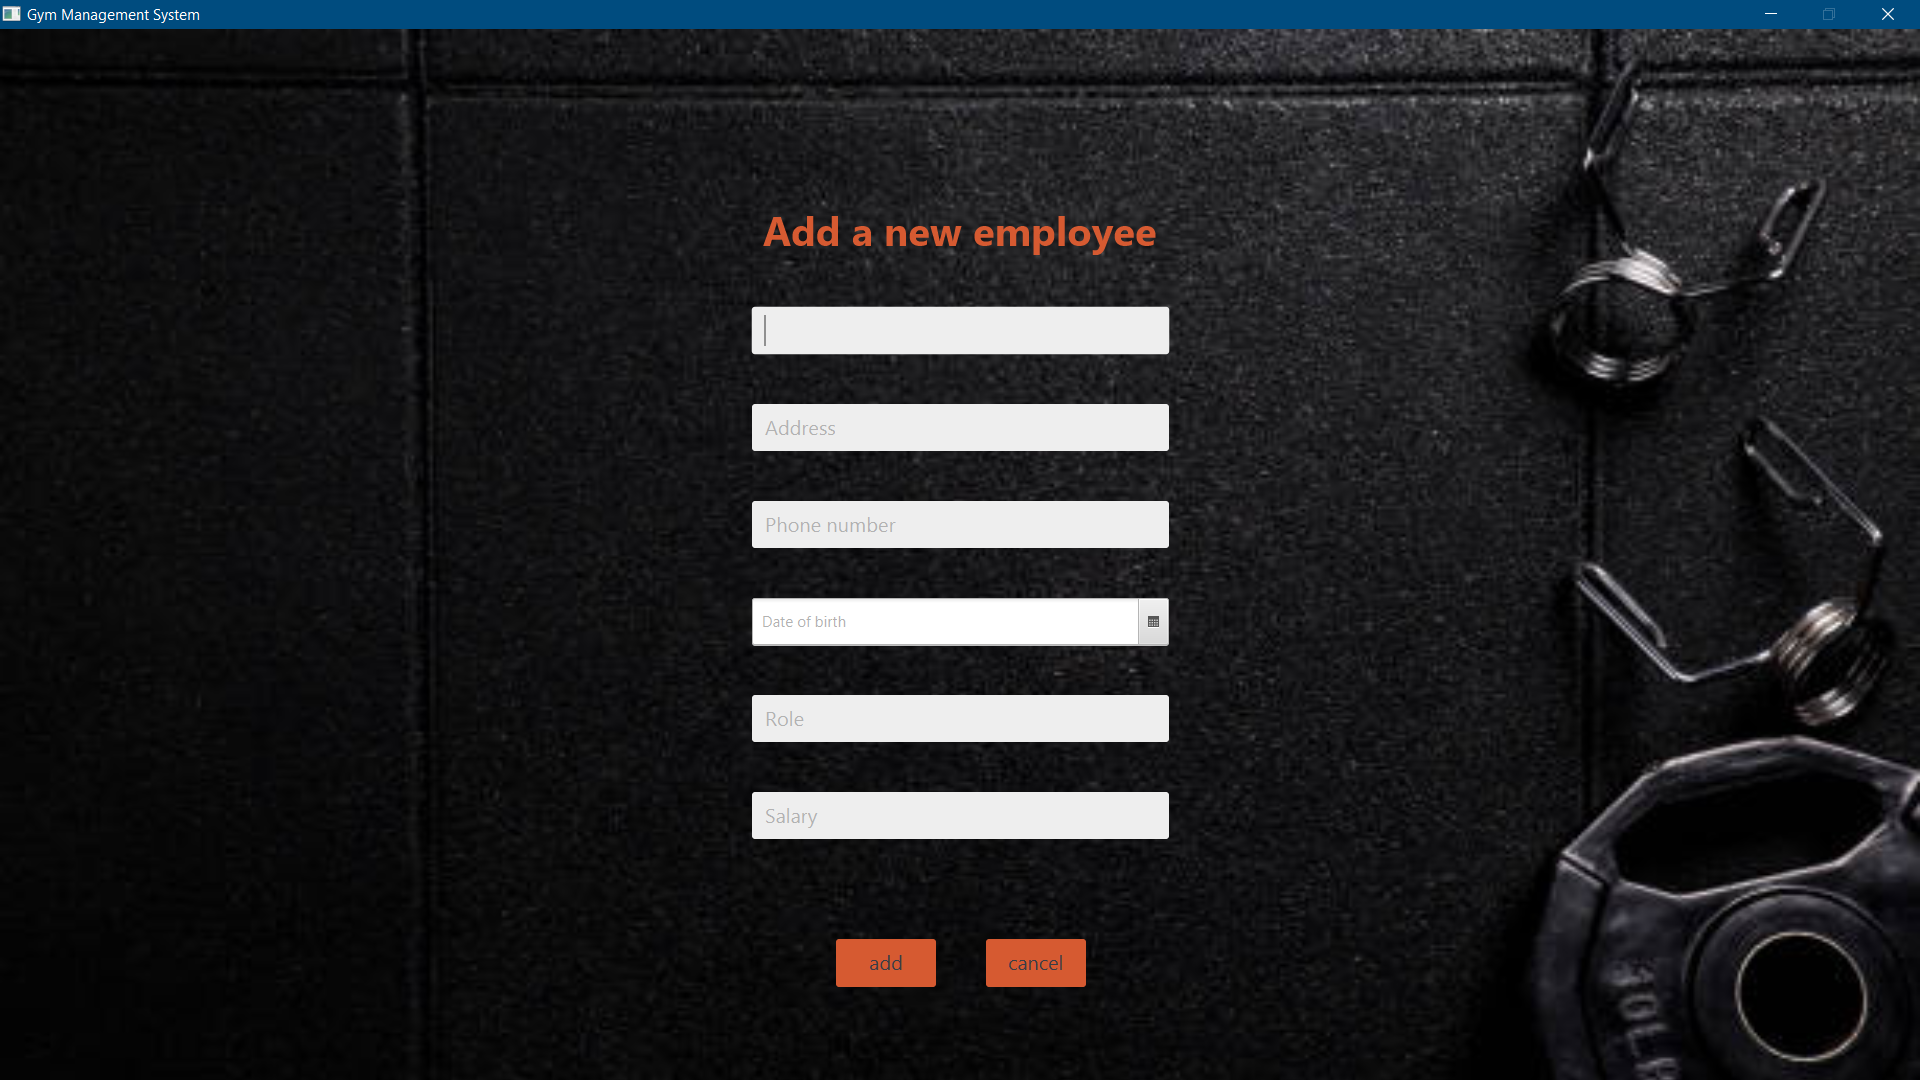 Gym Management System
Add a new employee
Address
Phone number
Date of birth
Role
Salary
add
cancel